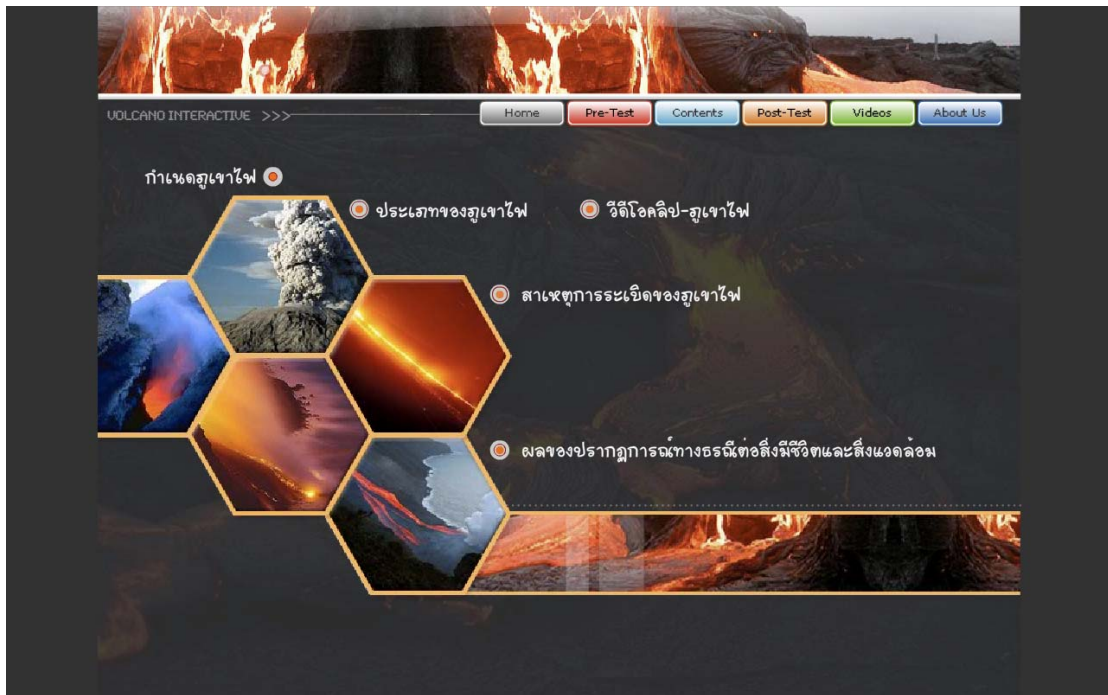 VOLCANO INTERACTIVE >>>
Home Pre-Test Contents Post-Test Videos About Us
กำเนดภูเขาไฟ
ประเภทของภูเขาไฟ วีดีโอคลิป-ภูเขาไฟ
สาเหตุการระเบิดของภูเขาไฟ
ผลของปรากฏการณ์ทางธรณีต่อสิ่งมีชีวิตและสิ่งแวดล้อม